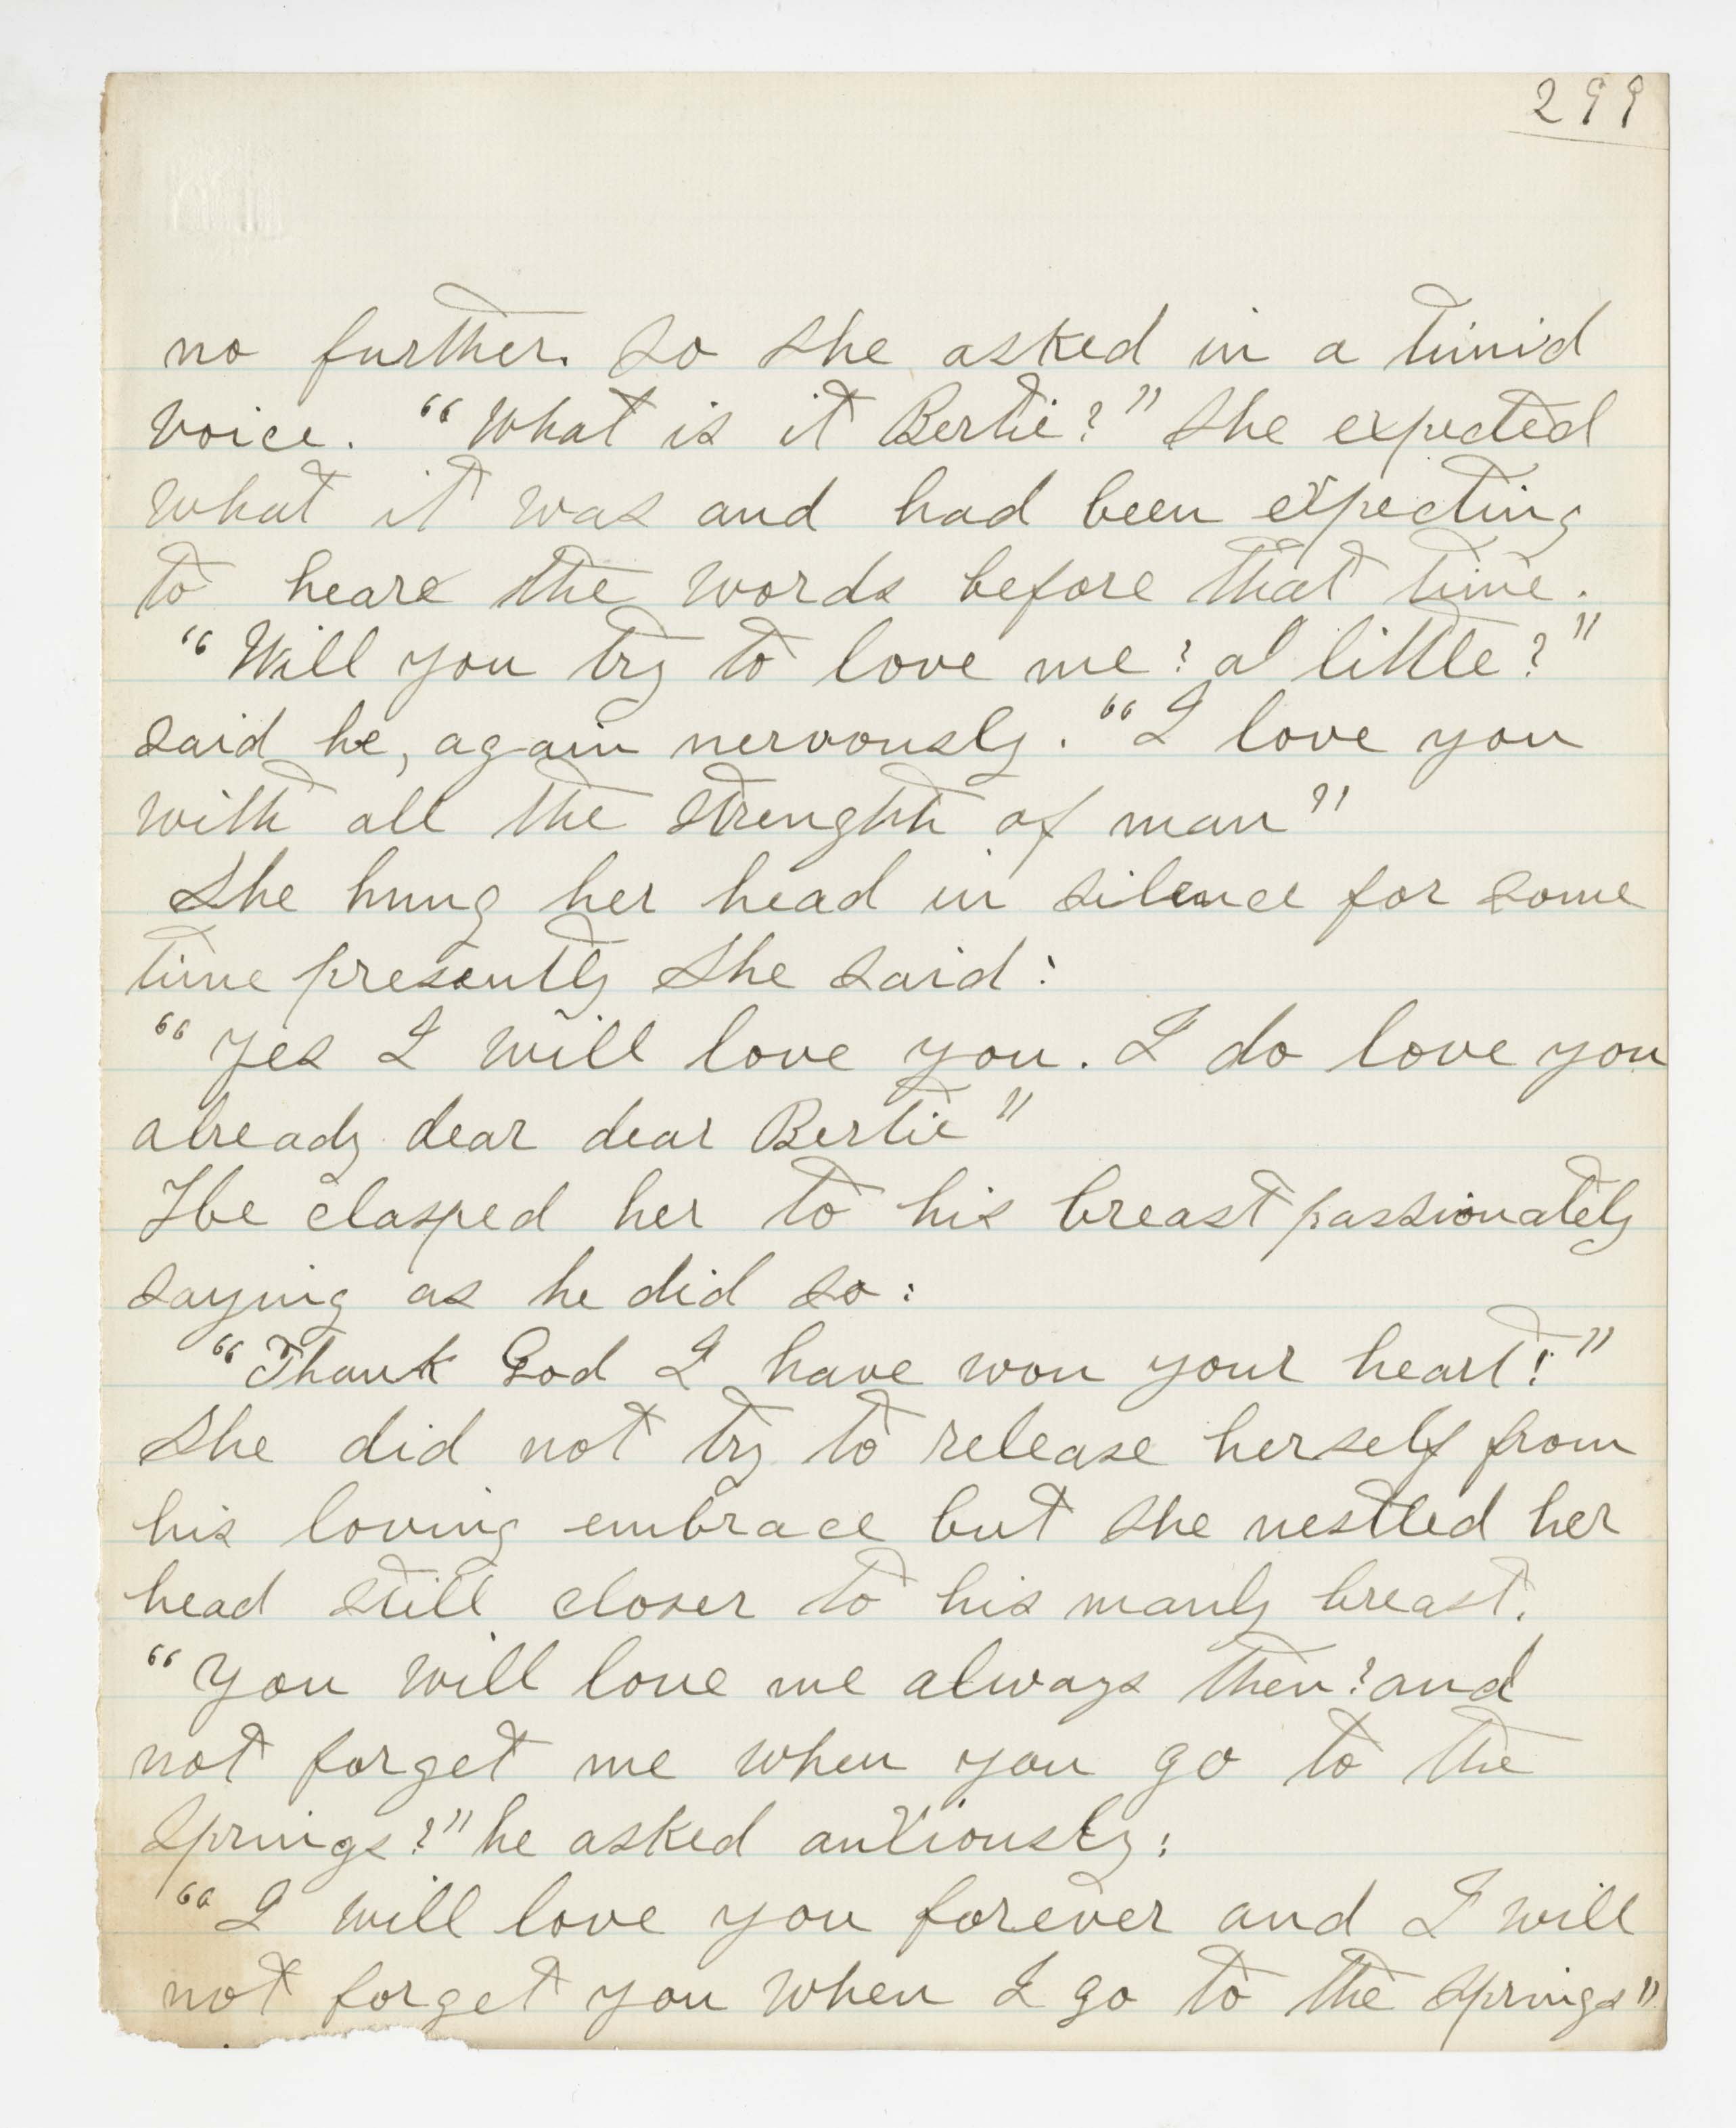 299
no further. So she asked in a timid
voice. "What is it Bertie?" She expected
what it was and had been expecting
to heare the words before that time.
"Will you try to love me? a little?"
said he, again nervously. "I love you
with all the strenghth of man"
She hung her head in silence for some
time presently she said:
"Yes I will love you. I do love you
already dear dear Bertie"
He clasped her to his breast passionately
saying as he did so:
"Thank God I have won your heart!"
She did not try to release herself from
his loving embrace but she nestled her
head still closer to his manly breast.
"You will love me always then? and
not forget me when you go to the
Springs?" he asked anxiously:
"I will love you forever and I will
not forget you when I go to the Springs"